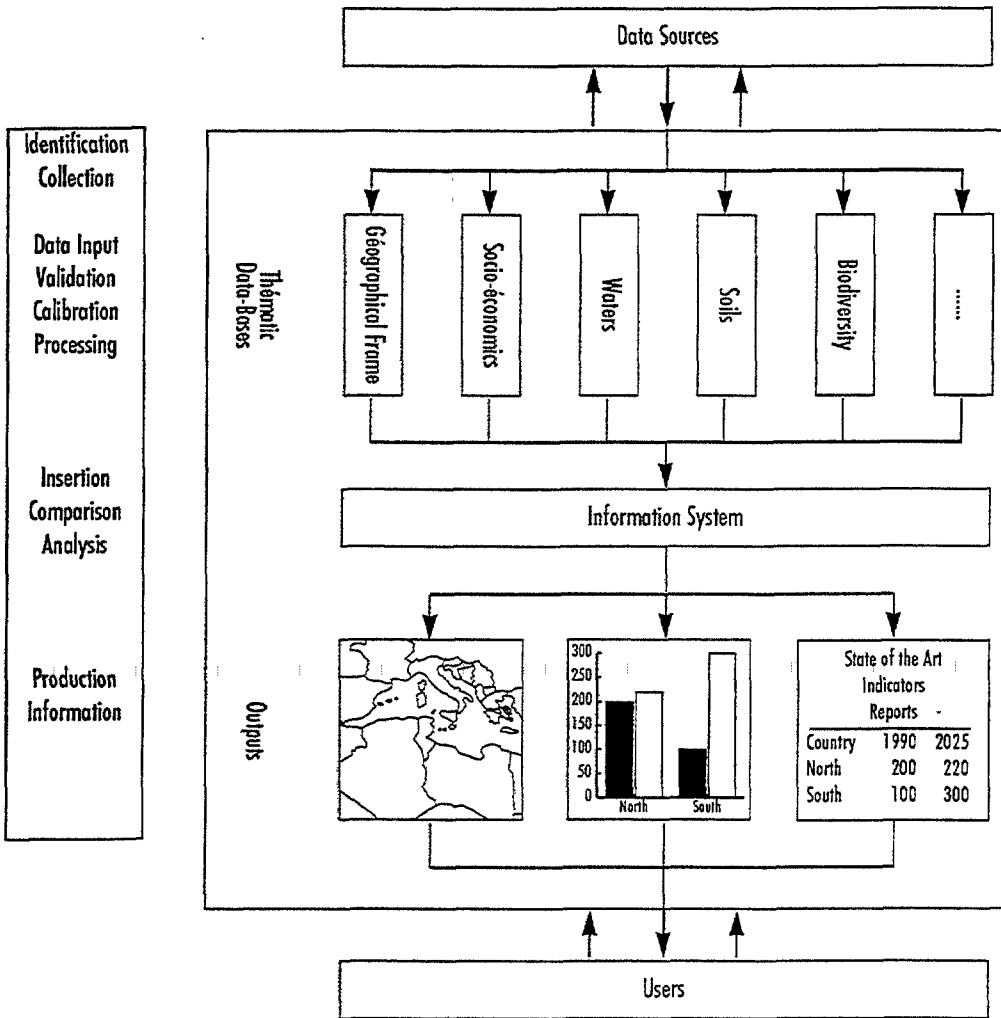 Data Sources
Identification
Collection
Data Input
Validation
Calibration
Processing
Insertion
Comparison
Analysis
Production
Information
Thématic
Data-Bases
Géographical Frame
Socio-économics
Waters
Soils
Biodiversity
......
Information System
Outputs
300
250
200
150
100
50
0
North South
State of the Art
Indicators
Reports -
Country 1990 2025
North 200 220
South 100 300
Users